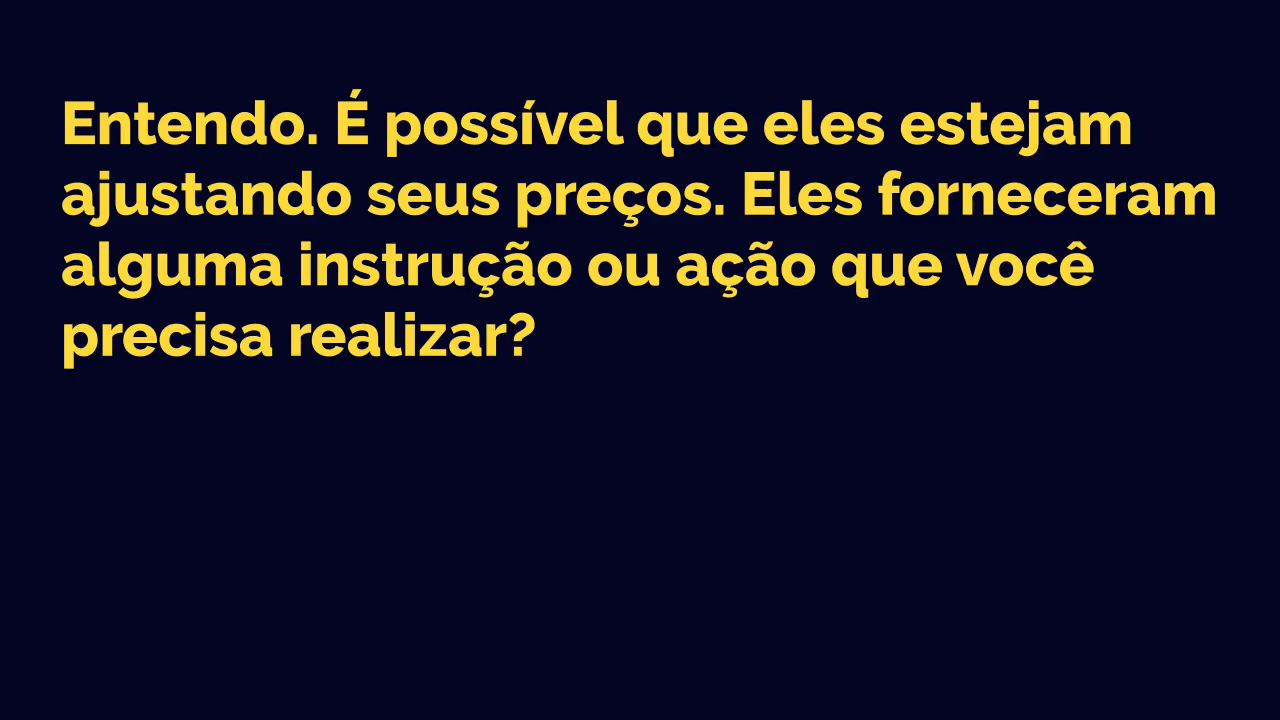 Entendo. É possível que eles estejam
ajustando seus preços. Eles forneceram
alguma instrução ou ação que você
precisa realizar?